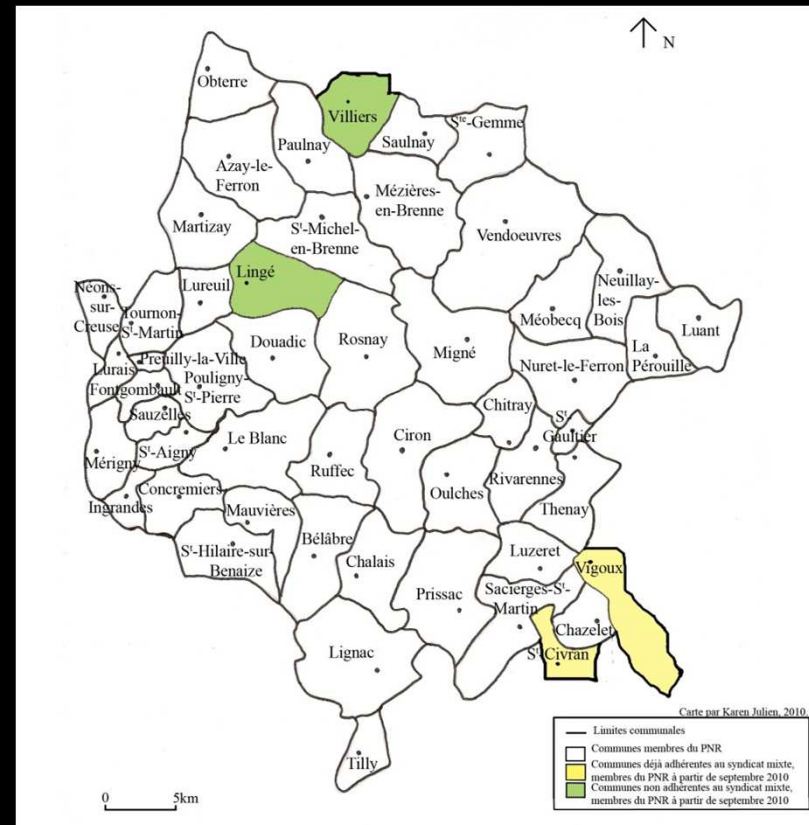 N
Obterre
Villiers
Sᵗᵉ-Gemme
Saulnay
Paulnay
Azay-le-
Ferron
Mézières-
en-Brenne
Martizay
Sᵗ-Michel-
en-Brenne
Vendoeuvres
Lingé
Neuillay-
les-
Bois
Lureuil
Néons-
sur-
Creuse
Tournon-
Sᵗ-Martin
Méobecq
Luant
Douadic
Rosnay
Migné
La
Pérouille
Lurais
Preuilly-la-Ville
Nuret-le-Ferron
Fontgombault
Pouligny-
Sᵗ-Pierre
Chitray
Sauzelles
Sᵗ
Gaultier
Le Blanc
Ciron
Sᵗ-Aigny
Mérigny
Ruffec
Rivarennes
Oulches
Concremiers
Ingrandes
Mauvières
Thenay
Bélâbre
Sᵗ-Hilaire-sur-
Benaize
Luzeret
Chalais
Vigoux
Prissac
Sacierges-Sᵗ-
Martin
Chazelet
Lignac
Sᵗ-Civran
Tilly
Carte par Karen Julien, 2010.
Limites communales
Communes membres du PNR
Communes déjà adhérentes au syndicat mixte,
membres du PNR à partir de septembre 2010
Communes non adhérentes au syndicat mixte,
membres du PNR à partir de septembre 2010
0 5km